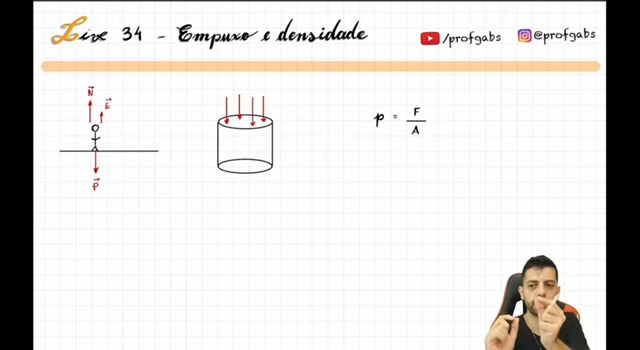 Live 34 - Empuxo e densidade
/profgabs
@profgabs
N
E
P
p = F
A